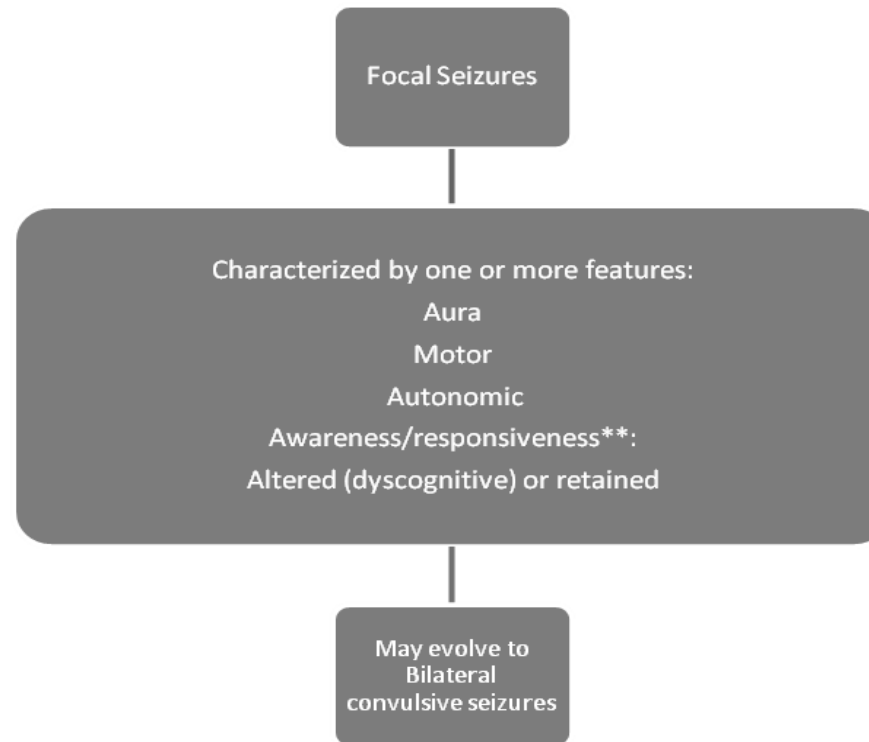 Focal Seizures
Characterized by one or more features:
Aura
Motor
Autonomic
Awareness/responsiveness**:
Altered (dyscognitive) or retained
May evolve to
Bilateral
convulsive seizures